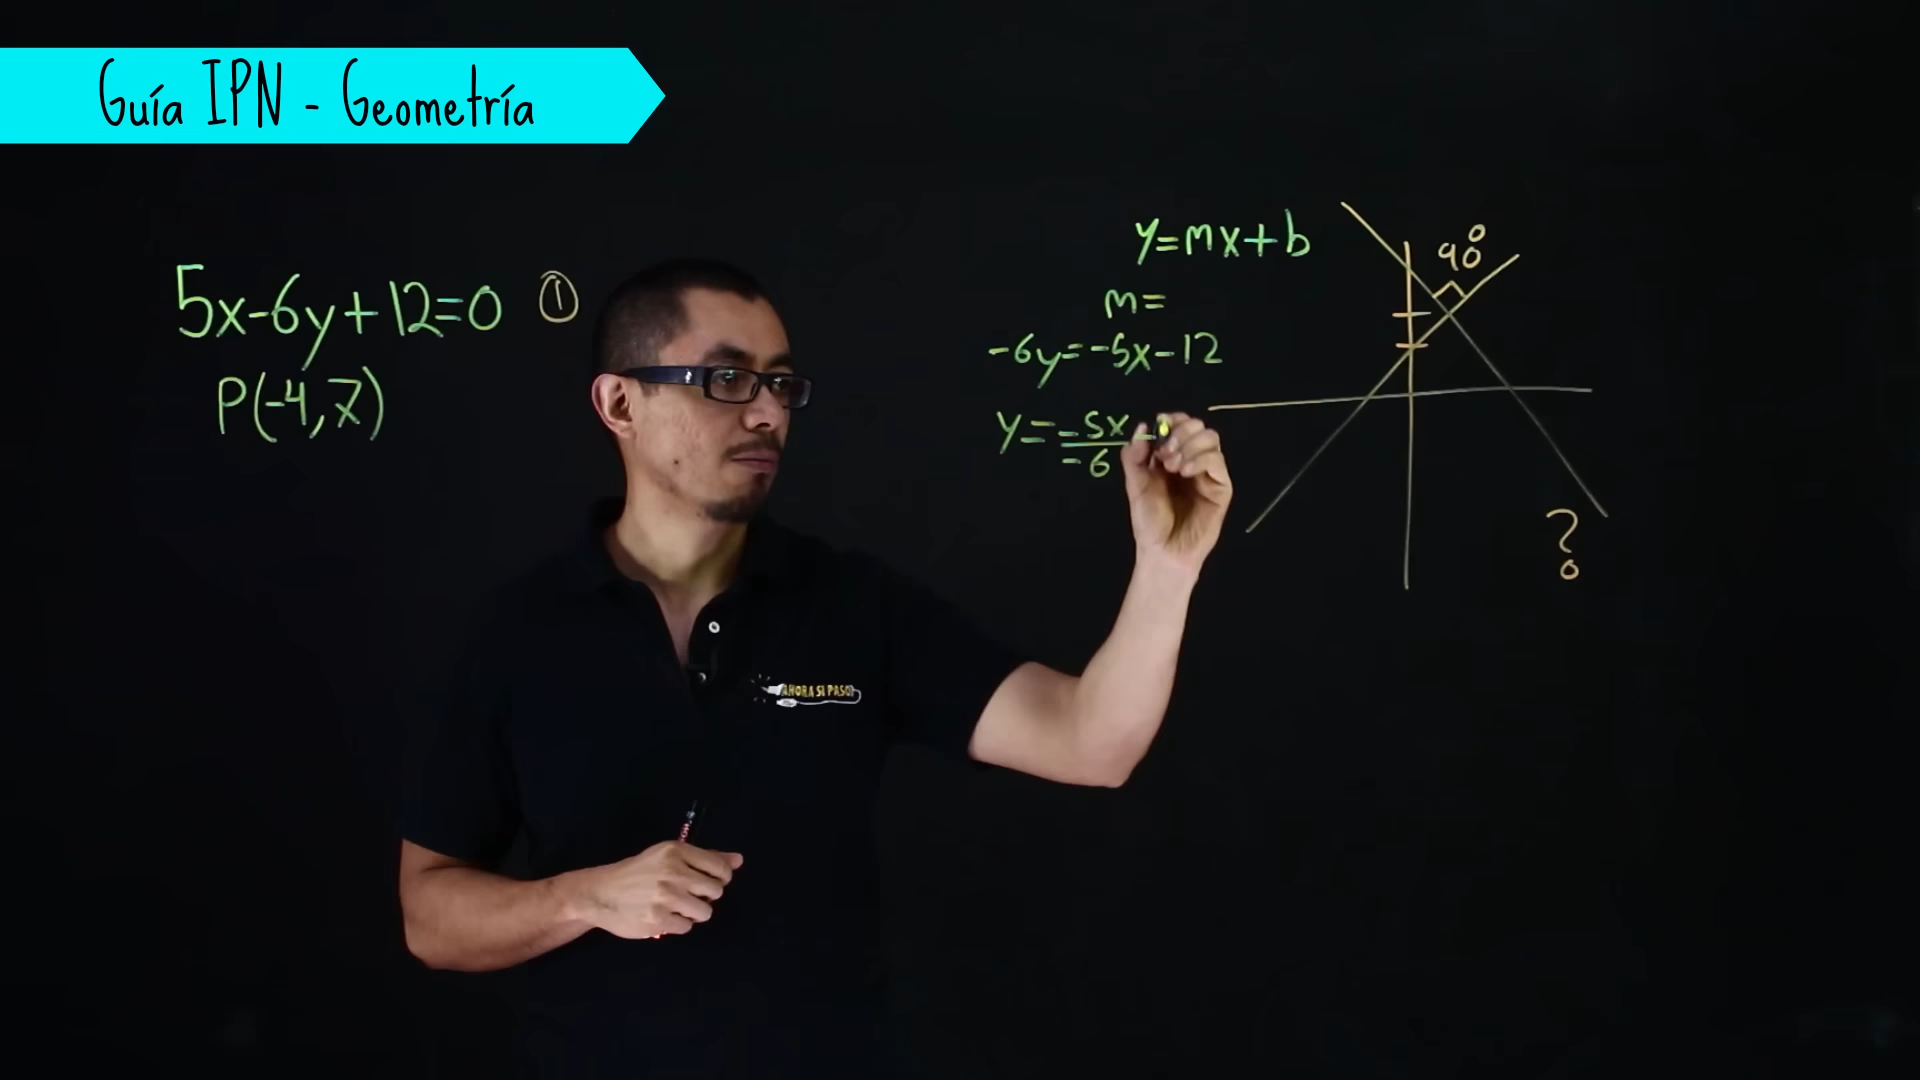 Guía IPN - Geometría
5x-6y+12=0 ①
P(-4,7)
y=mx+b
m=
-6y=-5x-12
y=-5x/-6 -
90°
?
AHORA SI PASO